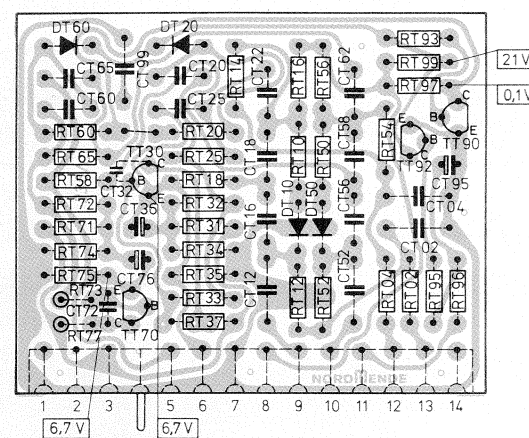 DT60
DT20
RT93
CT65
CT99
CT20
RT14
CT22
RT16
RT56
CT62
RT99
21V
RT97
0,1V
CT60
CT25
C
RT60
RT20
RT94
E
C
B
E
TT90
RT65
TT30
C
RT25
CT18
RT10
RT50
CT58
B
C
TT92
RT58
CT32
B
RT18
CT95
RT72
E
RT32
DT10
DT50
CT56
CT04
CT36
RT71
RT31
CT16
CT02
RT74
RT34
RT75
CT76
RT35
CT12
RT12
RT52
CT52
RT04
RT02
RT95
RT96
RT73
E
RT33
CT72
B
C
RT37
RT77
TT70
NORDMENDE
1 2 3 5 6 7 8 9 10 11 12 13 14
6,7 V
6,7V